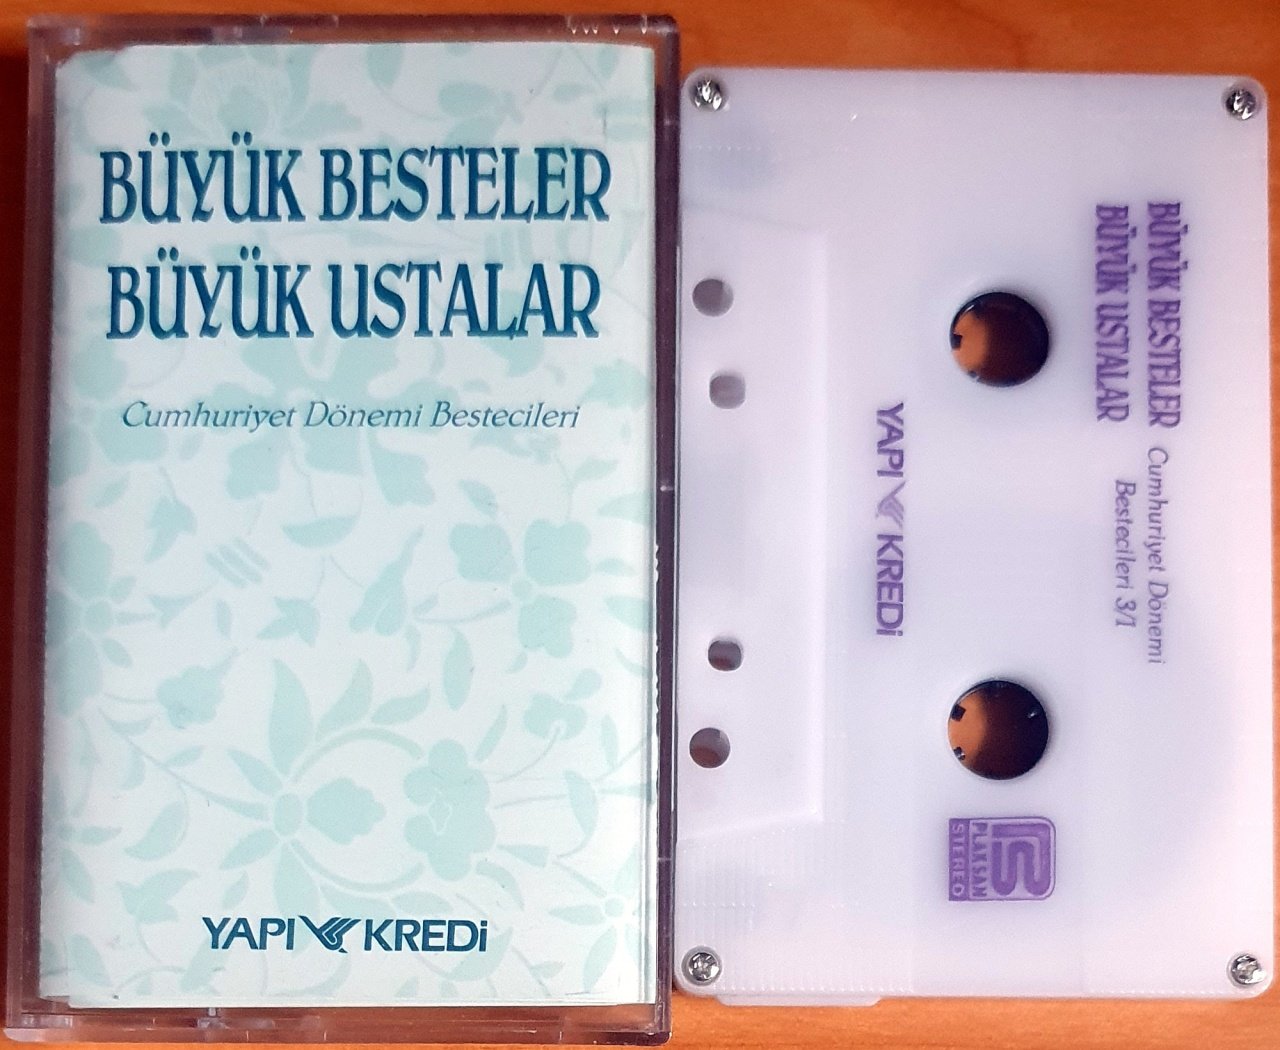 BÜYÜK BESTELER
BÜYÜK USTALAR
Cumhuriyet Dönemi Bestecileri
YAPI KREDİ
BÜYÜK BESTELER
BÜYÜK USTALAR
Cumhuriyet Dönemi
Bestecileri 3/1
YAPI KREDİ
PLAKSAN
STEREO